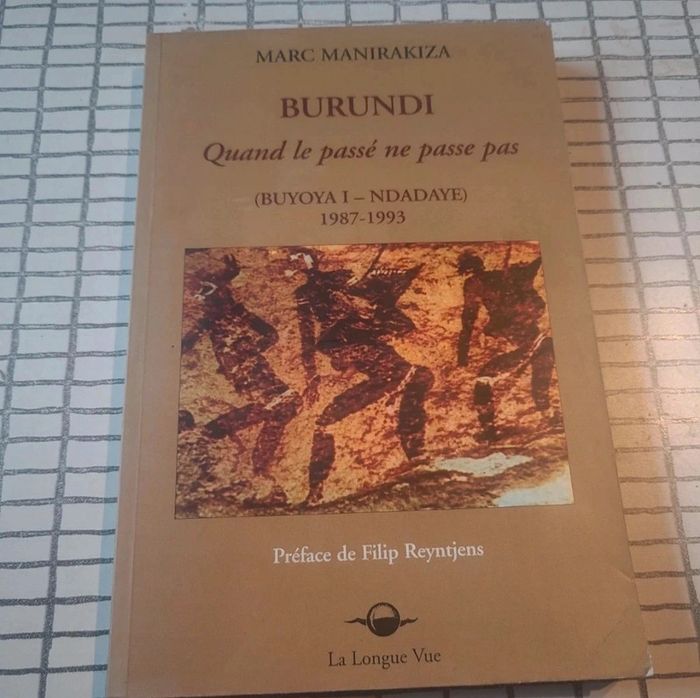 MARC MANIRAKIZA
BURUNDI
Quand le passé ne passe pas
(BUYOYA I – NDADAYE)
1987-1993
Préface de Filip Reyntjens
La Longue Vue